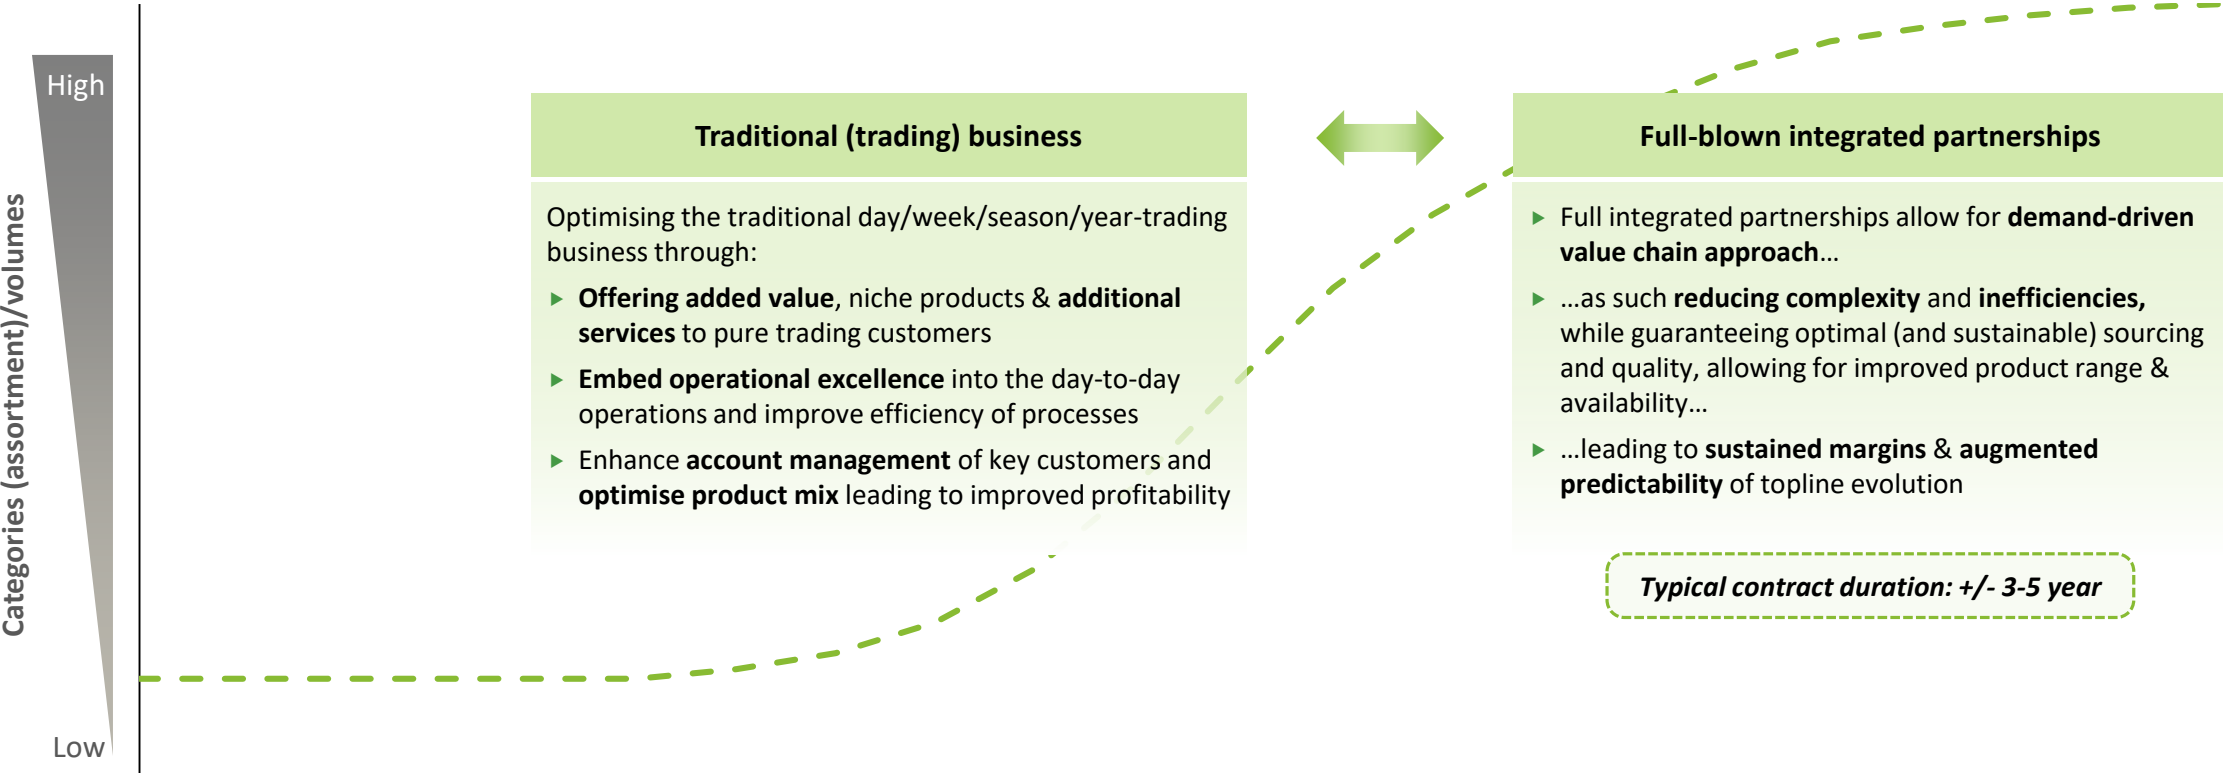 High
Categories (assortment)/volumes
Low
Traditional (trading) business
Optimising the traditional day/week/season/year-trading
business through:
Offering added value, niche products & additional
services to pure trading customers
Embed operational excellence into the day-to-day
operations and improve efficiency of processes
Enhance account management of key customers and
optimise product mix leading to improved profitability
Full-blown integrated partnerships
Full integrated partnerships allow for demand-driven
value chain approach…
…as such reducing complexity and inefficiencies,
while guaranteeing optimal (and sustainable) sourcing
and quality, allowing for improved product range &
availability…
…leading to sustained margins & augmented
predictability of topline evolution
Typical contract duration: +/- 3-5 year